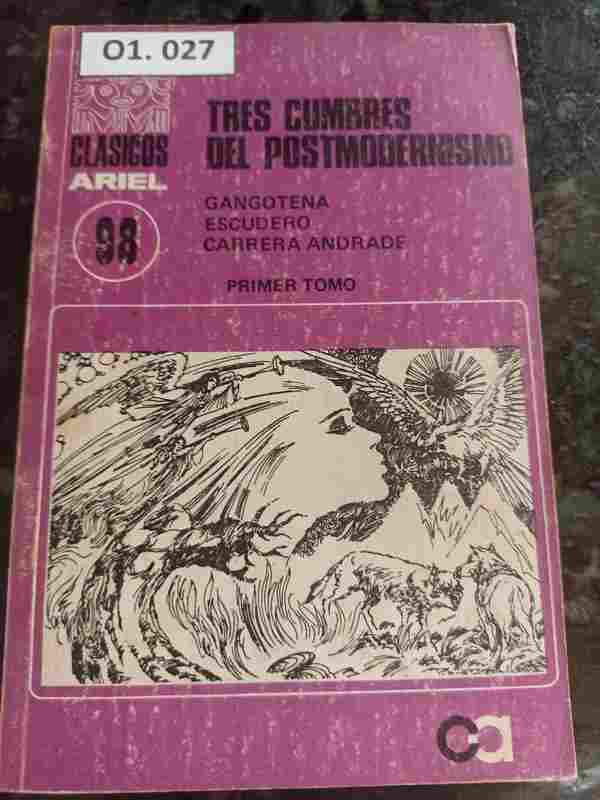 O1. 027
TRES CUMBRES
DEL POSTMODERNISMO
CLASICOS
ARIEL
98
GANGOTENA
ESCUDERO
CARRERA ANDRADE
PRIMER TOMO
ca